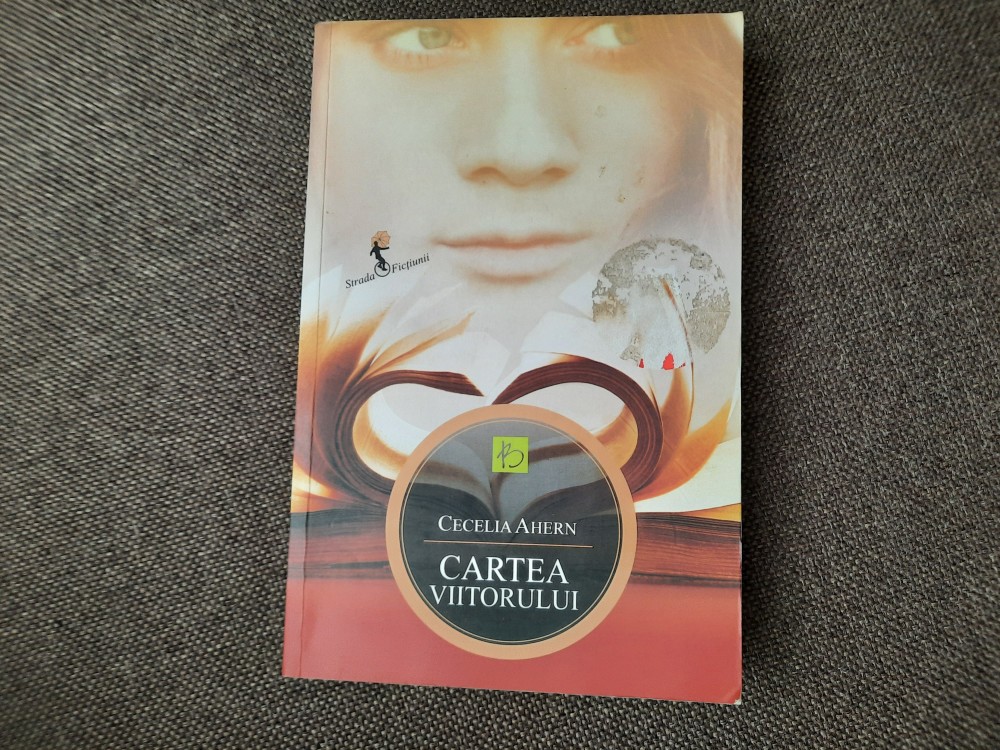 Strada Ficțiunii
B
CECELIA AHERN
CARTEA
VIITORULUI